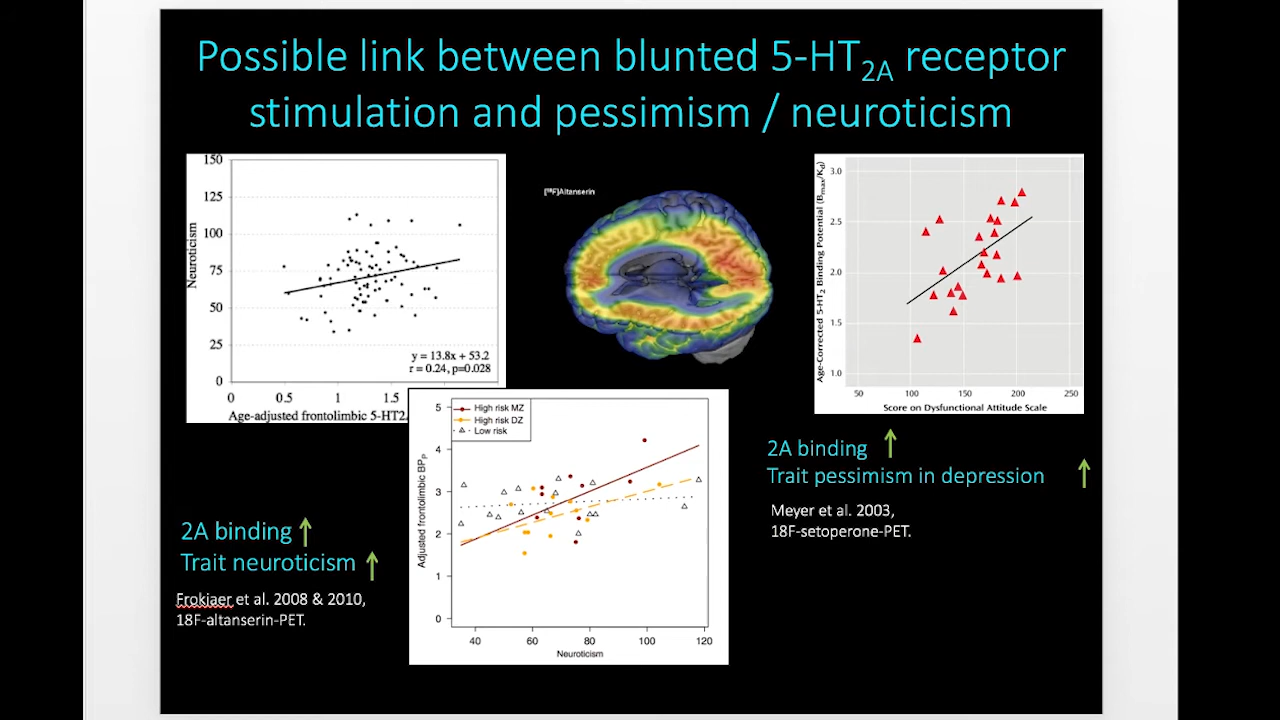 Possible link between blunted 5-HT2A receptor
stimulation and pessimism / neuroticism
150
125
100
75
50
25
0
Neuroticism
y = 13.8x + 53.2
r = 0.24, p=0.028
0 0.5 1 1.5
Age-adjusted frontolimbic 5-HT2A
[18F]Altanserin
Age-Corrected 5-HT2 Binding Potential (Bmax/Kd)
3.0
2.5
2.0
1.5
1.0
50 100 150 200 250
Score on Dysfunctional Attitude Scale
High risk MZ
High risk DZ
Low risk
Adjusted frontolimbic BPP
5
4
3
2
1
0
40 60 80 100 120
Neuroticism
2A binding
Trait pessimism in depression
Meyer et al. 2003,
18F-setoperone-PET.
2A binding
Trait neuroticism
Frokjaer et al. 2008 & 2010,
18F-altanserin-PET.